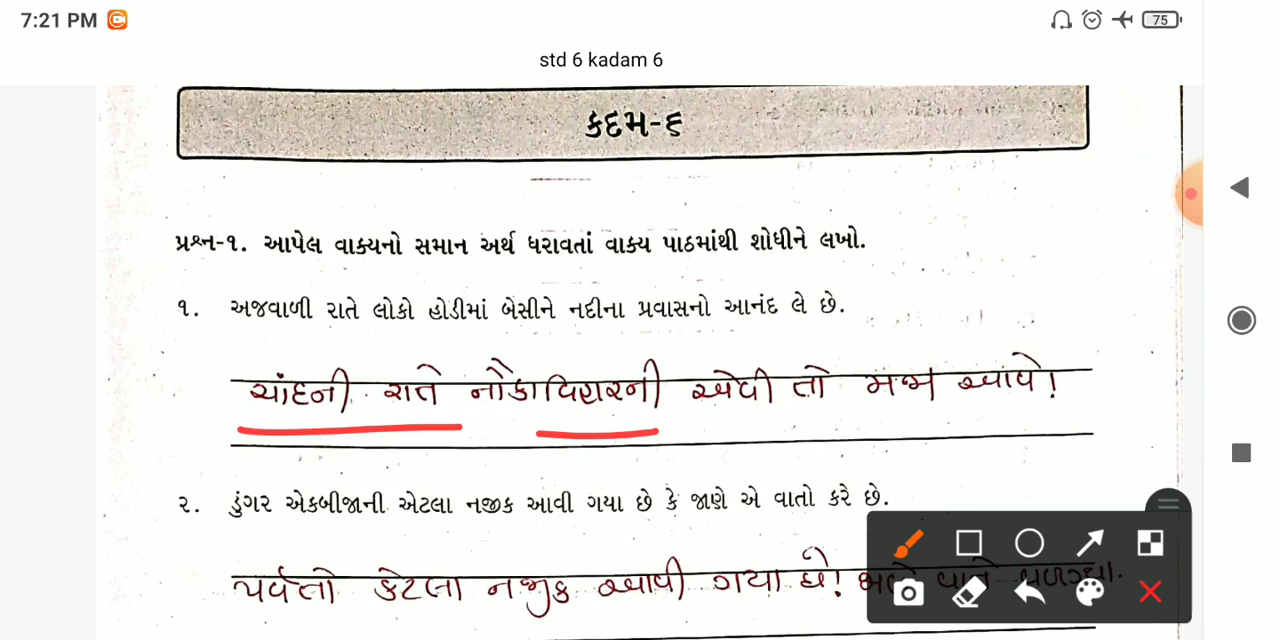 7:21 PM
75
std 6 kadam 6
કદમ-૬
પ્રશ્ન-૧. આપેલ વાક્યનો સમાન અર્થ ધરાવતાં વાક્ય પાઠમાંથી શોધીને લખો.
૧. અજવાળી રાતે લોકો હોડીમાં બેસીને નદીના પ્રવાસનો આનંદ લે છે.
ચાંદની રાતે નૌકાવિહારની એવી તો મજા આવે!
૨. ડુંગર એકબીજાની એટલા નજીક આવી ગયા છે કે જાણે એ વાતો કરે છે.
પર્વતો કેટલા નજીક આવી ગયા છે! જાણે વાતે વળગ્યા.